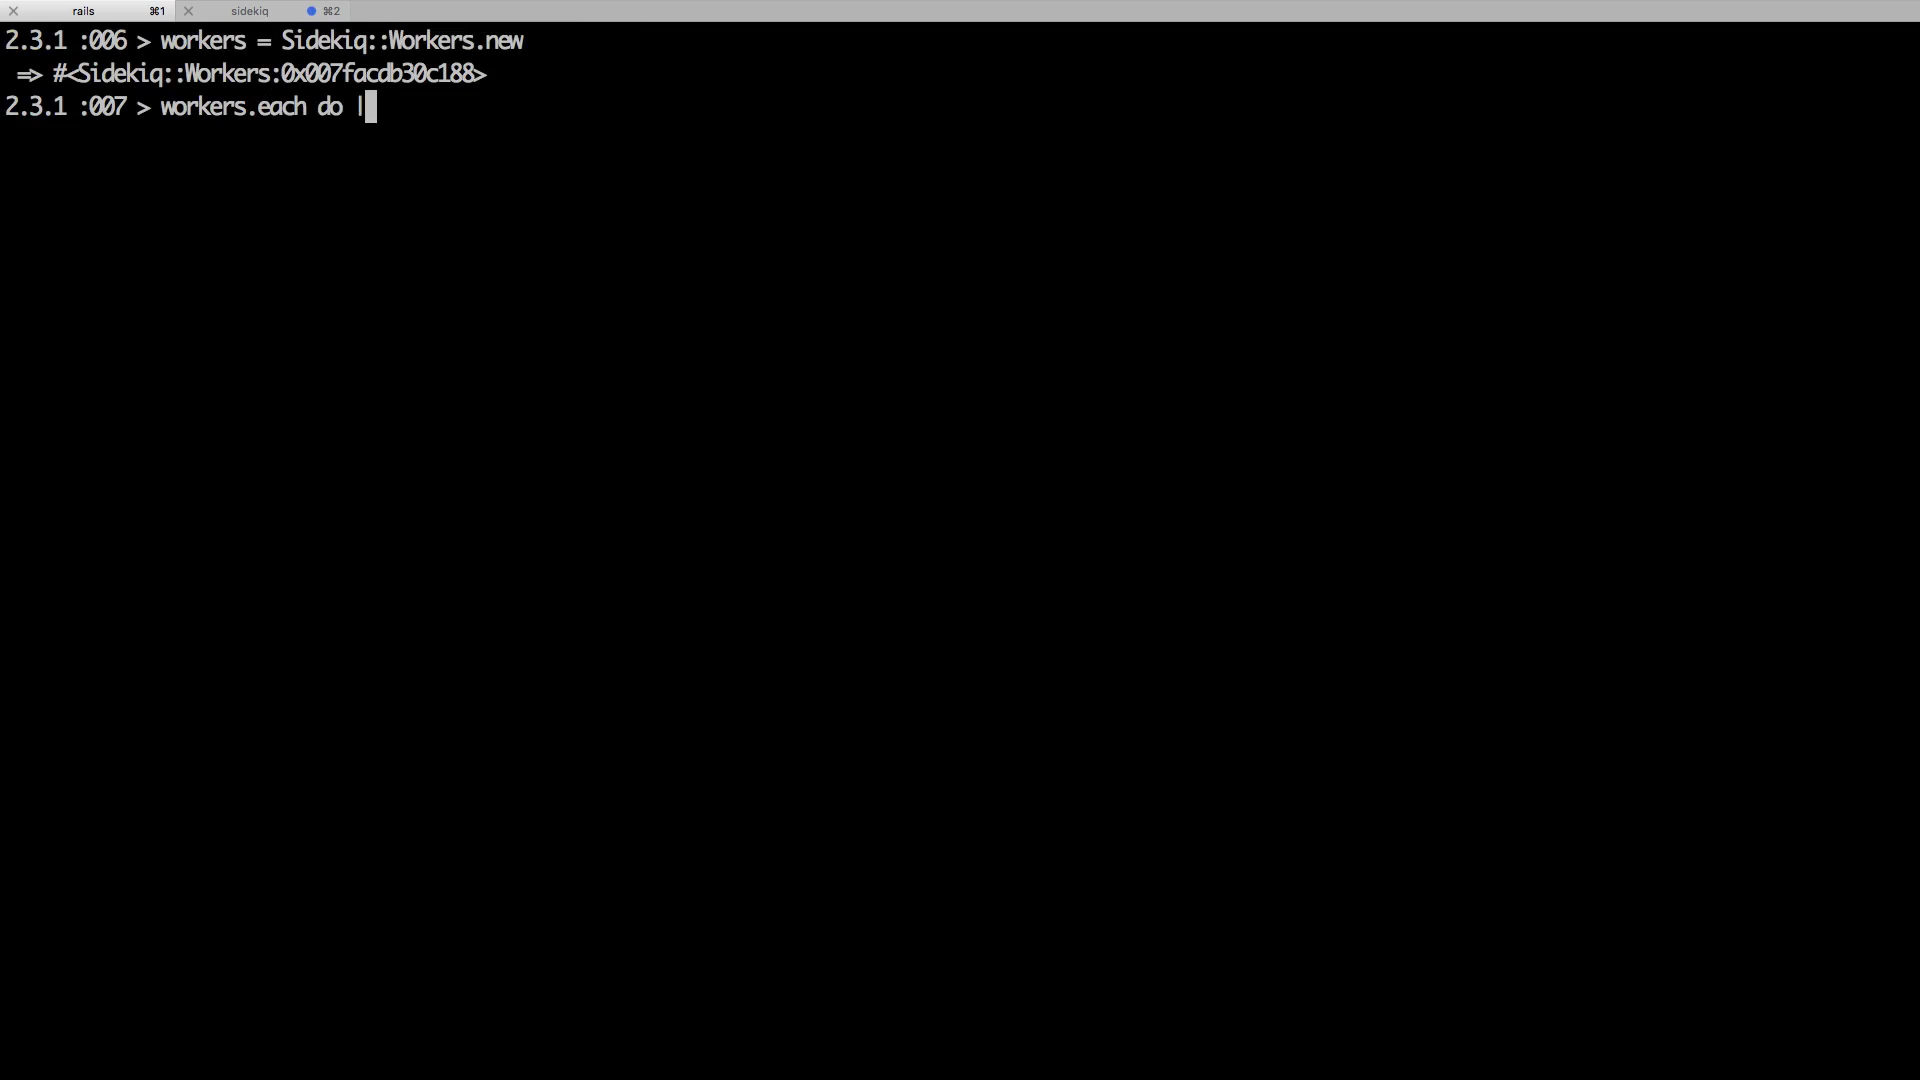 rails ⌘1 sidekiq ⌘2
2.3.1 :006 > workers = Sidekiq::Workers.new
=> #<Sidekiq::Workers:0x007facdb30c188>
2.3.1 :007 > workers.each do |